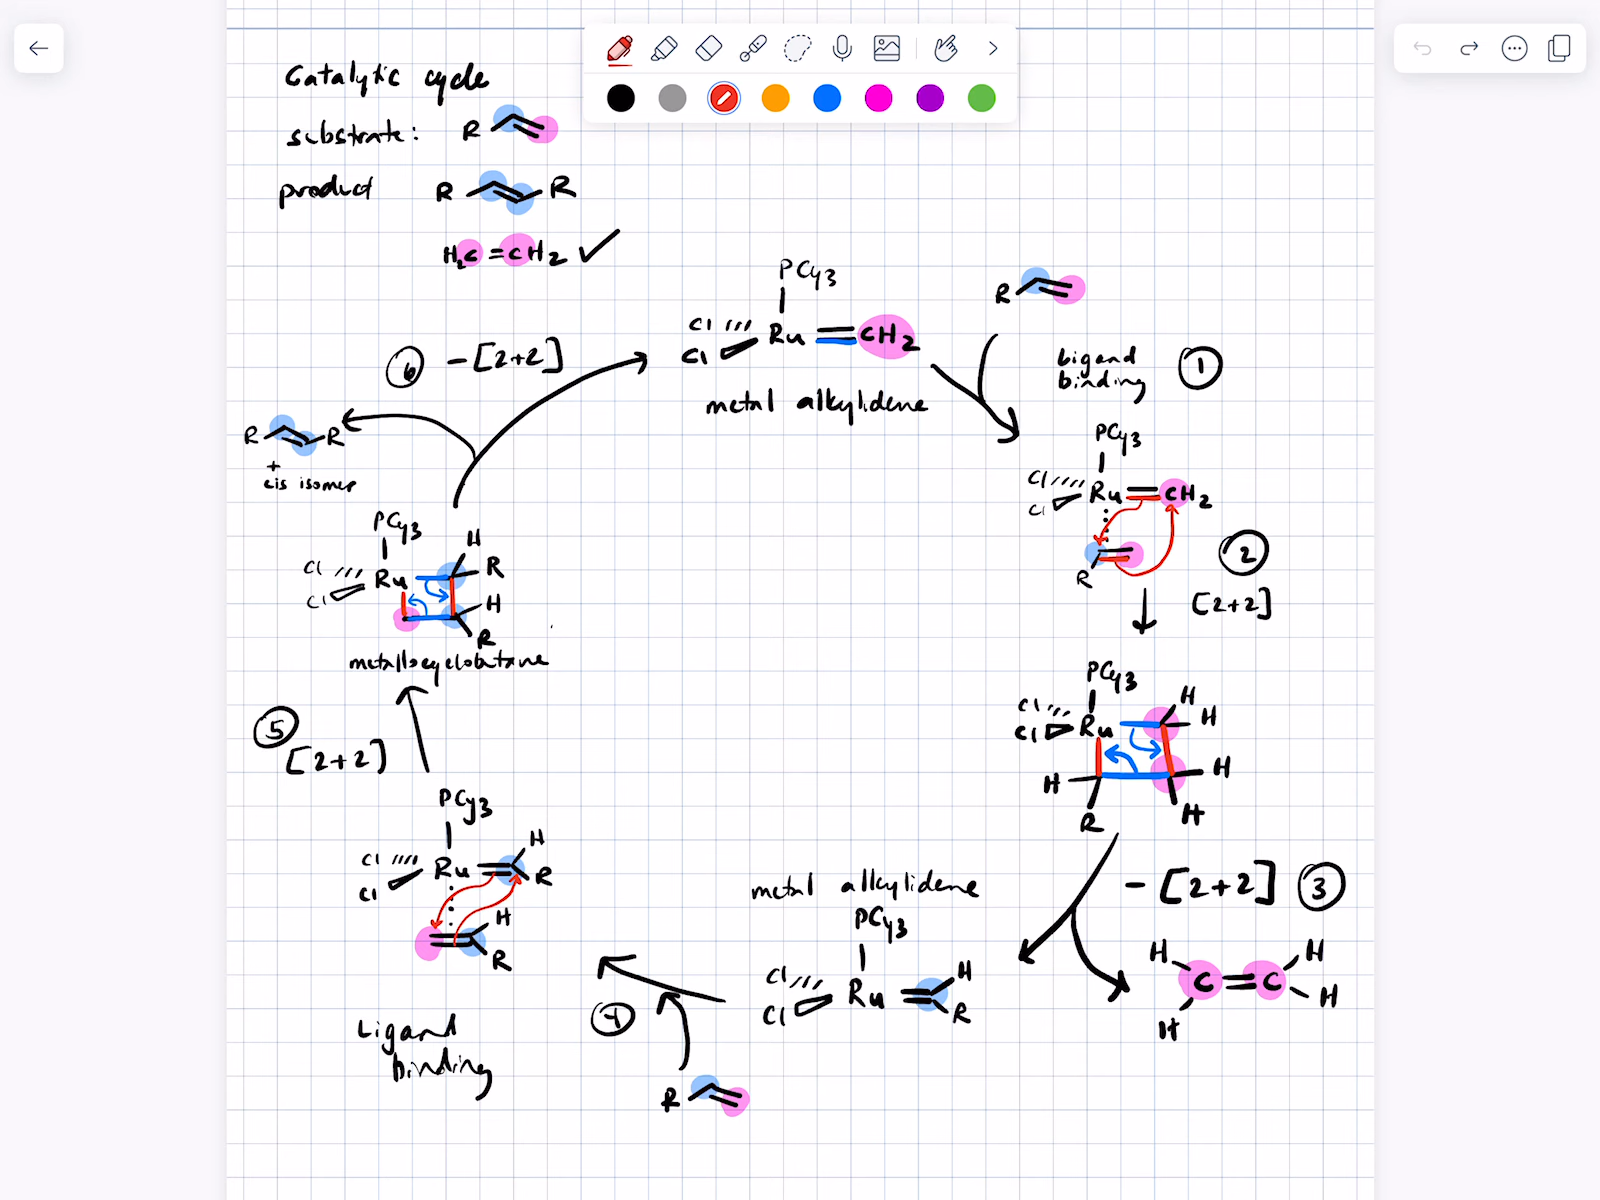 Catalytic cycle
substrate: R
product R R
H2C=CH2 ✓
PCy3
Cl Ru CH2
Cl
metal alkylidene
R
Ligand
binding 1
PCy3
Cl Ru CH2
Cl
R
2
[2+2]
PCy3
Cl H H
Cl Ru
H H
R H
-[2+2] 3
H H
C=C
H H
metal alkylidene
PCy3
Cl H
Cl Ru R
4
R
PCy3
H
Cl Ru R
Cl
H
R
Ligand
binding
5
[2+2]
PCy3
H
Cl Ru R
Cl H
R
metallocyclobutane
6 -[2+2]
R R
+
cis isomer